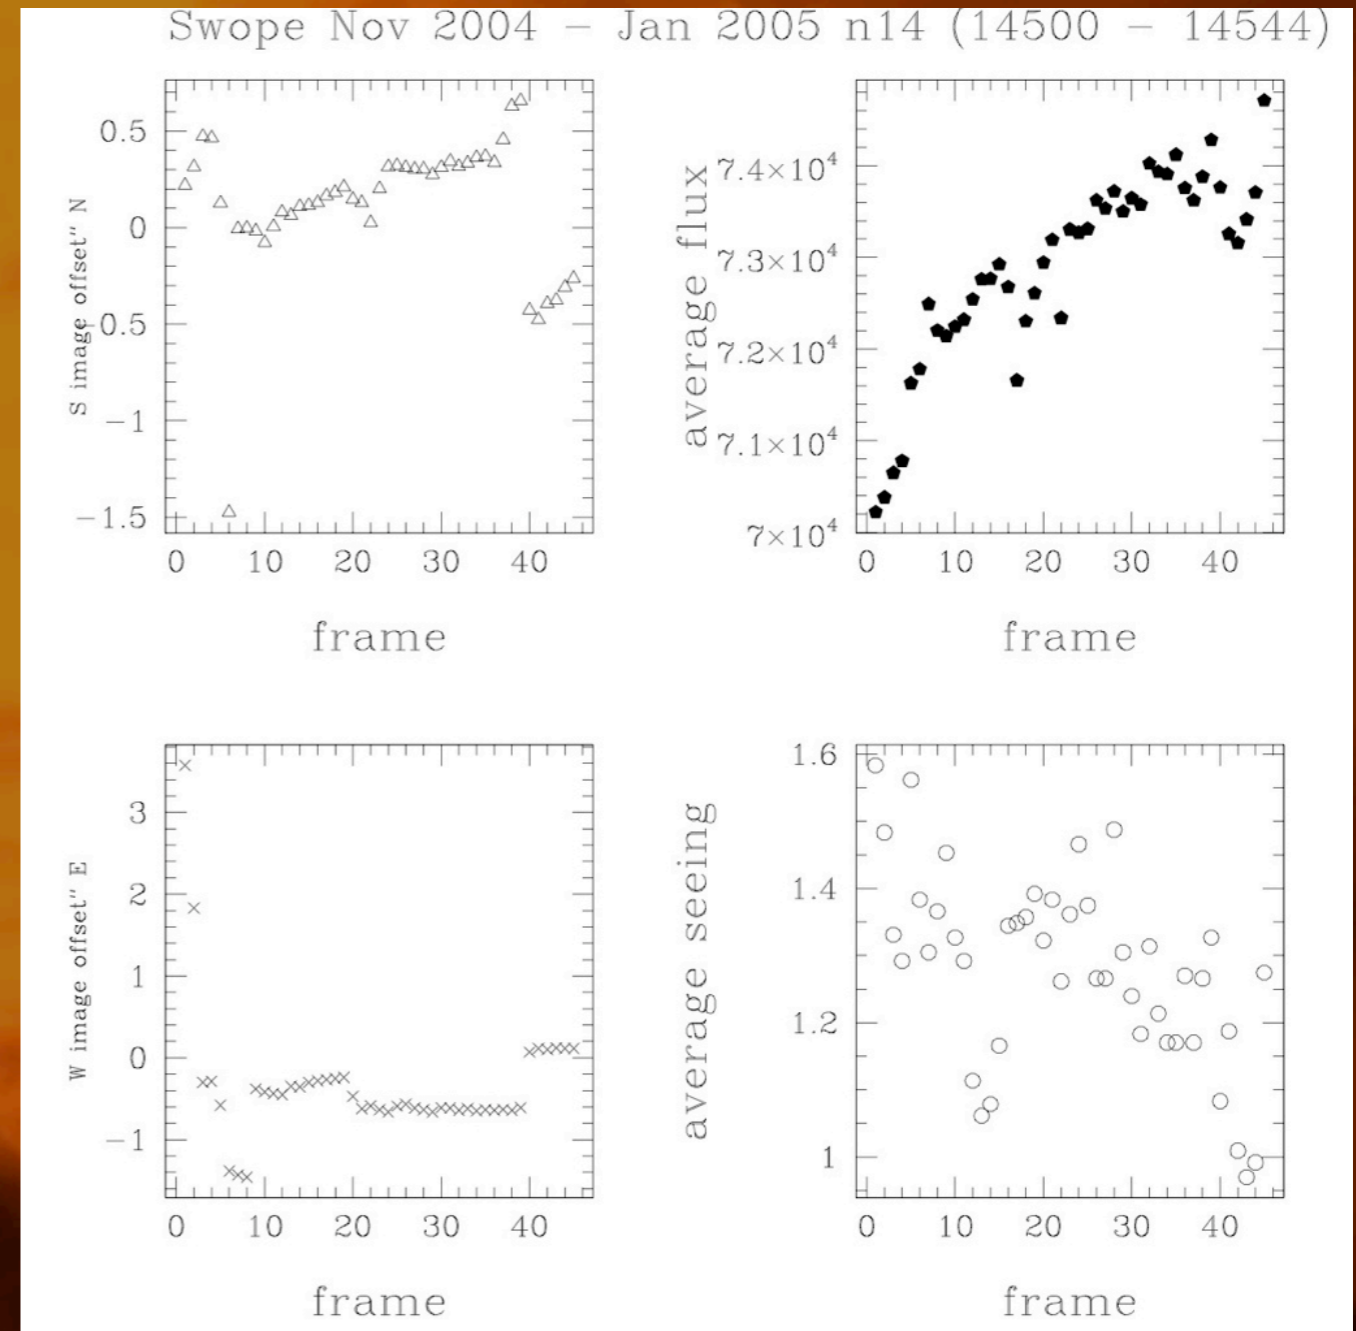 Swope Nov 2004 – Jan 2005 n14 (14500 – 14544)
S image offset" N
0.5
0
−0.5
−1
−1.5
0 10 20 30 40
frame
average flux
7.4×10⁴
7.3×10⁴
7.2×10⁴
7.1×10⁴
7×10⁴
0 10 20 30 40
frame
W image offset" E
3
2
1
0
−1
0 10 20 30 40
frame
average seeing
1.6
1.4
1.2
1
0 10 20 30 40
frame